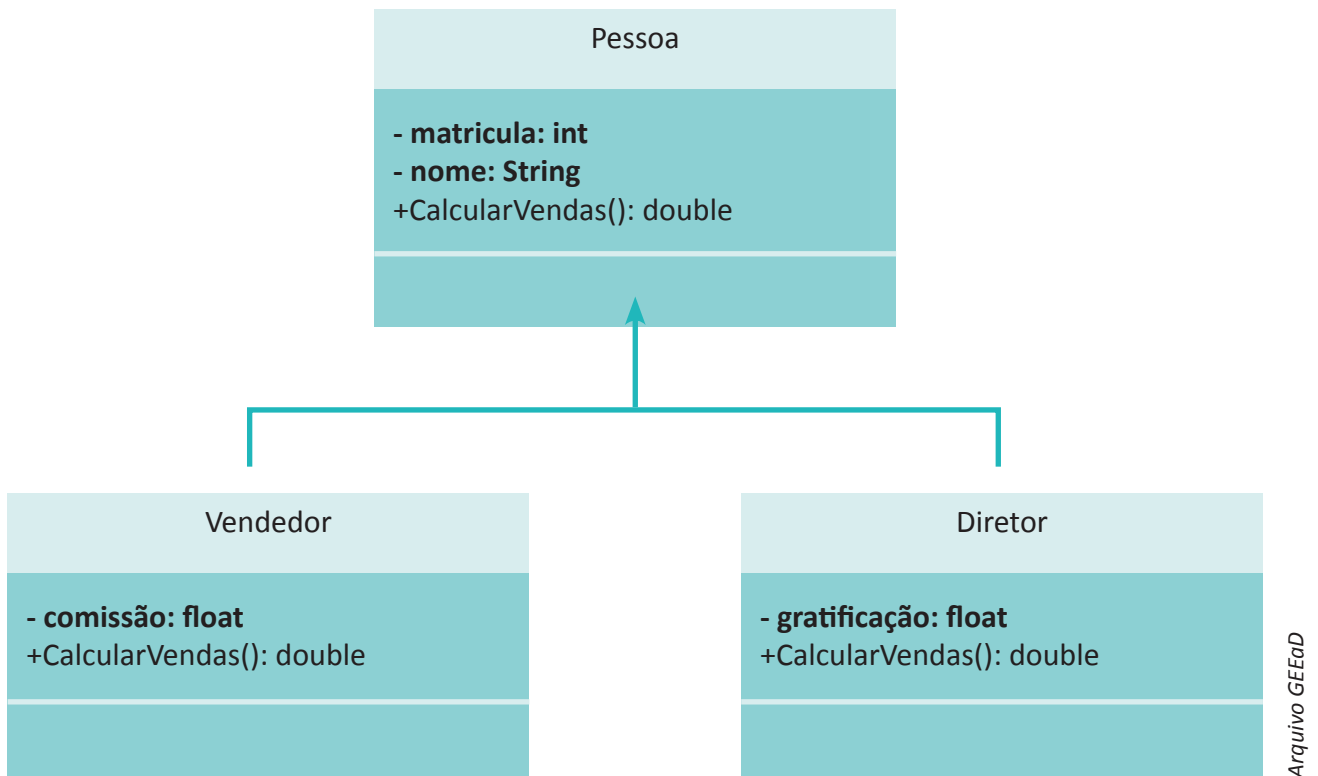 Pessoa
- matricula: int
- nome: String
+CalcularVendas(): double
Vendedor
- comissão: float
+CalcularVendas(): double
Diretor
- gratificação: float
+CalcularVendas(): double
Arquivo GEEaD